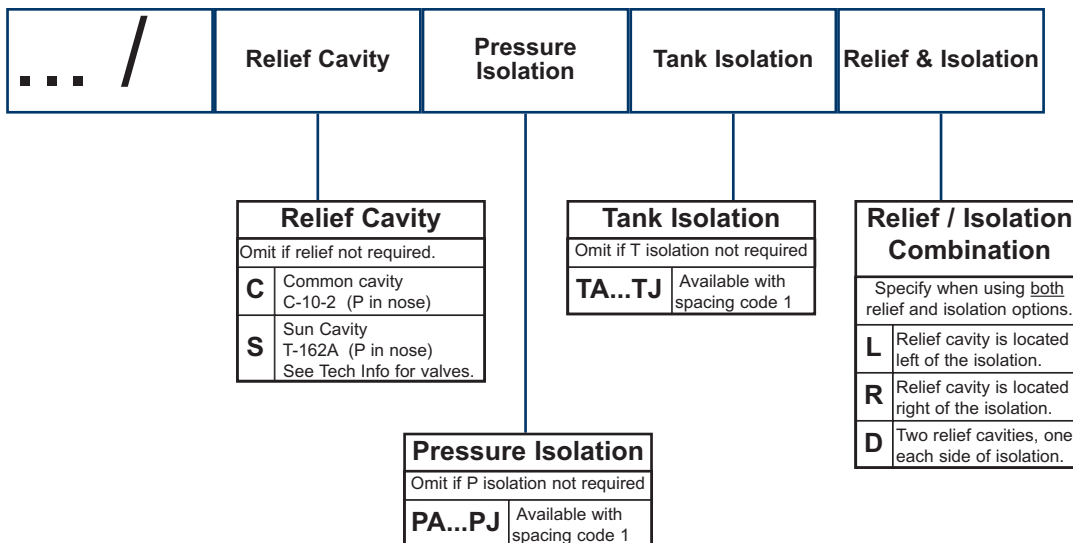 ... /
Relief Cavity
Pressure
Isolation
Tank Isolation
Relief & Isolation
Relief Cavity
Omit if relief not required.
C
Common cavity
C-10-2 (P in nose)
S
Sun Cavity
T-162A (P in nose)
See Tech Info for valves.
Tank Isolation
Omit if T isolation not required
TA...TJ
Available with
spacing code 1
Relief / Isolation
Combination
Specify when using both
relief and isolation options.
L
Relief cavity is located
left of the isolation.
R
Relief cavity is located
right of the isolation.
D
Two relief cavities, one
each side of isolation.
Pressure Isolation
Omit if P isolation not required
PA...PJ
Available with
spacing code 1